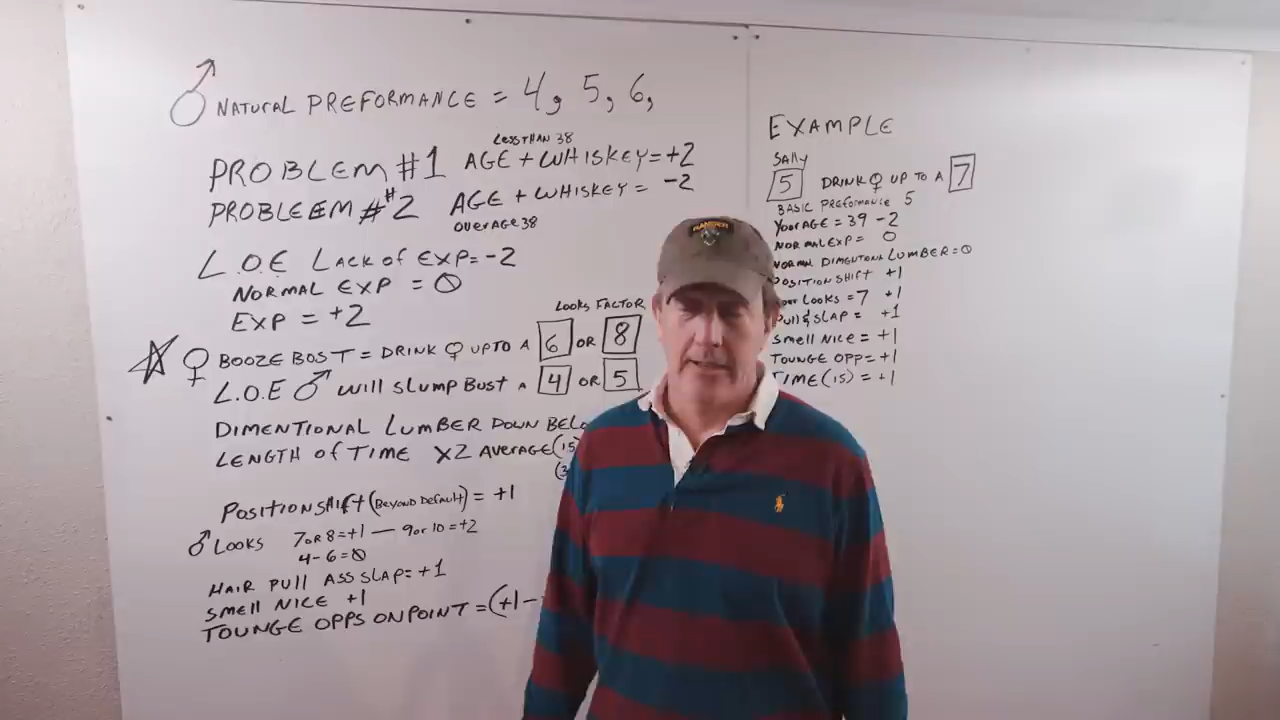 ♂ NATURAL PREFORMANCE = 4, 5, 6,
LESS THAN 38
PROBLEM #1 AGE + WHISKEY = +2
PROBLEEM #2 AGE + WHISKEY = -2
OVER AGE 38
L.O.E LACK OF EXP = -2
NORMAL EXP = 0
EXP = +2
LOOKS FACTOR
♀ BOOZE BOST = DRINK ♀ UP TO A 6 OR 8
L.O.E ♂ WILL SLUMP BUST A 4 OR 5
DIMENTIONAL LUMBER DOWN BELO
LENGTH OF TIME X2 AVERAGE (15
POSITION SHIFT (BEYOND DEFAULT) = +1
♂ LOOKS 7 OR 8 = +1 — 9 OR 10 = +2
4-6 = 0
HAIR PULL ASS SLAP = +1
SMELL NICE +1
TOUNGE OPPS ON POINT = (+1 -
EXAMPLE
SALLY
5 DRINK ♀ UP TO A 7
BASIC PREFORMANCE 5
YOUR AGE = 39 -2
NORMAL EXP = 0
NORMAL DIMENTIONAL LUMBER = 0
POSITION SHIFT +1
YOUR LOOKS = 7 +1
PULL & SLAP = +1
SMELL NICE = +1
TOUNGE OPP = +1
TIME (15) = +1
RANGER